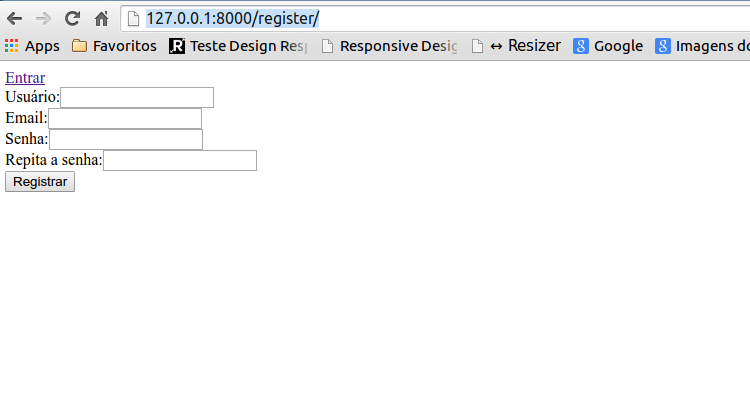 127.0.0.1:8000/register/
Apps Favoritos Teste Design Resp Responsive Desig ↔ Resizer Google Imagens do
Entrar
Usuário:
Email:
Senha:
Repita a senha:
Registrar